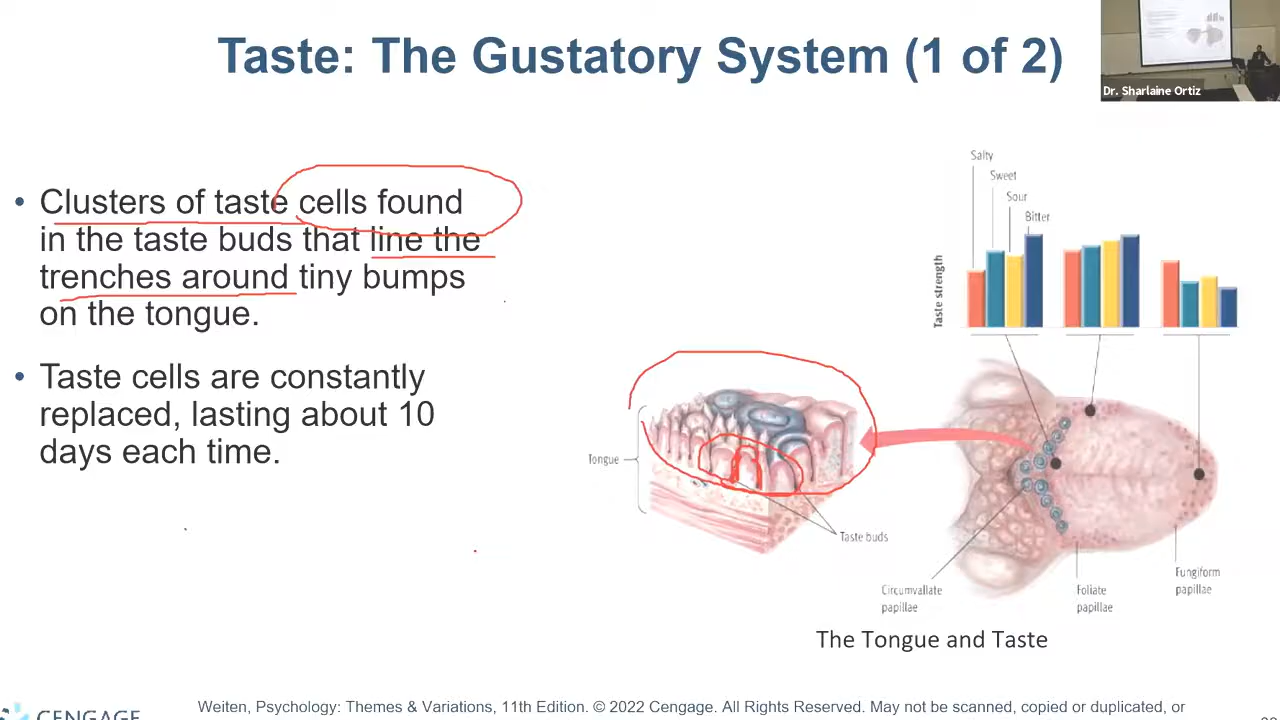 Taste: The Gustatory System (1 of 2)
Dr. Sharlaine Ortiz
• Clusters of taste cells found
in the taste buds that line the
trenches around tiny bumps
on the tongue.
• Taste cells are constantly
replaced, lasting about 10
days each time.
Salty
Sweet
Sour
Bitter
Taste strength
Tongue
Taste buds
Circumvallate
papillae
Foliate
papillae
Fungiform
papillae
The Tongue and Taste
CENGAGE
Weiten, Psychology: Themes & Variations, 11th Edition. © 2022 Cengage. All Rights Reserved. May not be scanned, copied or duplicated, or